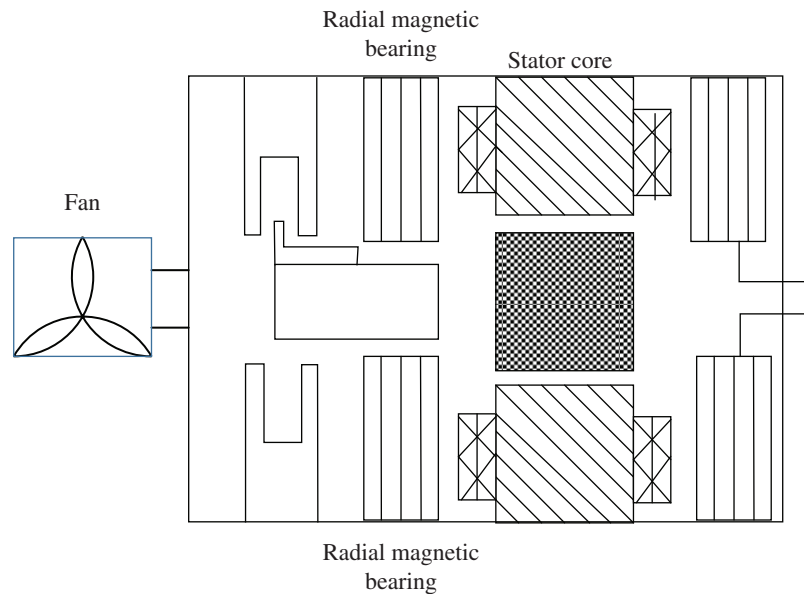 Radial magnetic
bearing
Stator core
Fan
Radial magnetic
bearing